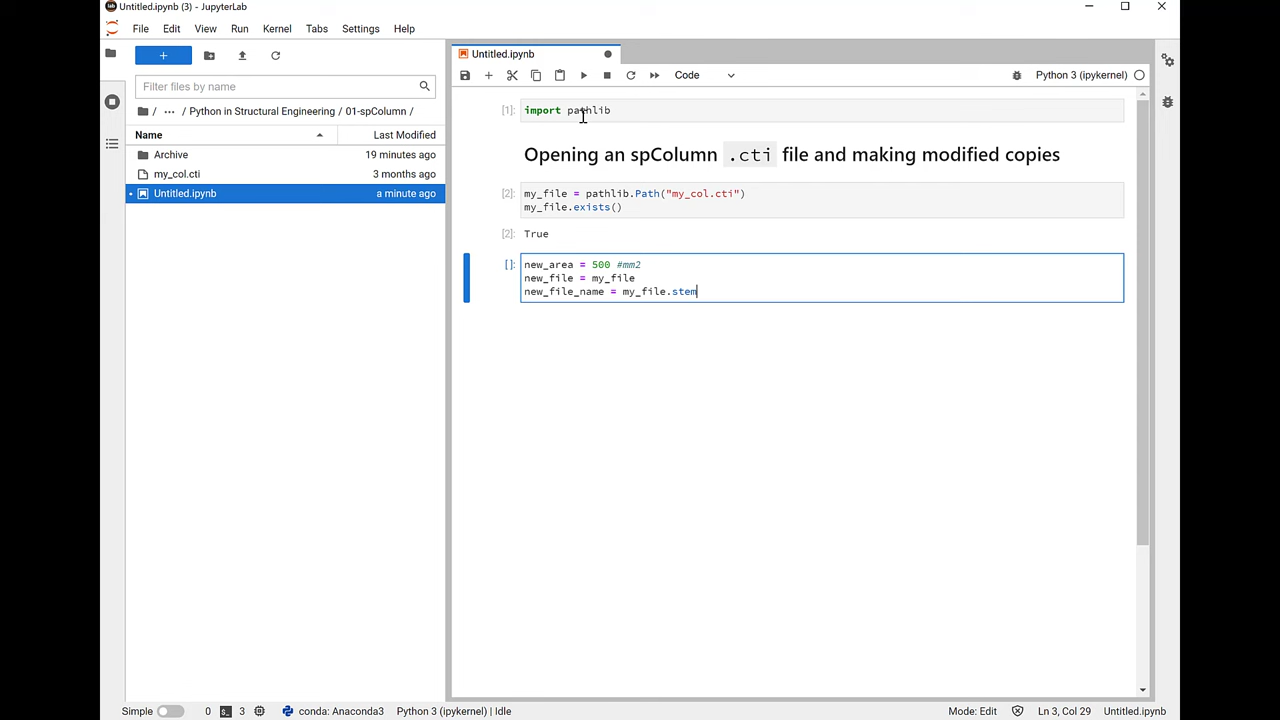 Untitled.ipynb (3) - JupyterLab
File Edit View Run Kernel Tabs Settings Help
Untitled.ipynb
Code
Python 3 (ipykernel)
Filter files by name
/ ··· / Python in Structural Engineering / 01-spColumn /
Name Last Modified
Archive 19 minutes ago
my_col.cti 3 months ago
Untitled.ipynb a minute ago
[1]: import pathlib
Opening an spColumn .cti file and making modified copies
[2]: my_file = pathlib.Path("my_col.cti")
my_file.exists()
[2]: True
[]: new_area = 500 #mm2
new_file = my_file
new_file_name = my_file.stem
Simple 0 3 conda: Anaconda3 Python 3 (ipykernel) | Idle Mode: Edit Ln 3, Col 29 Untitled.ipynb